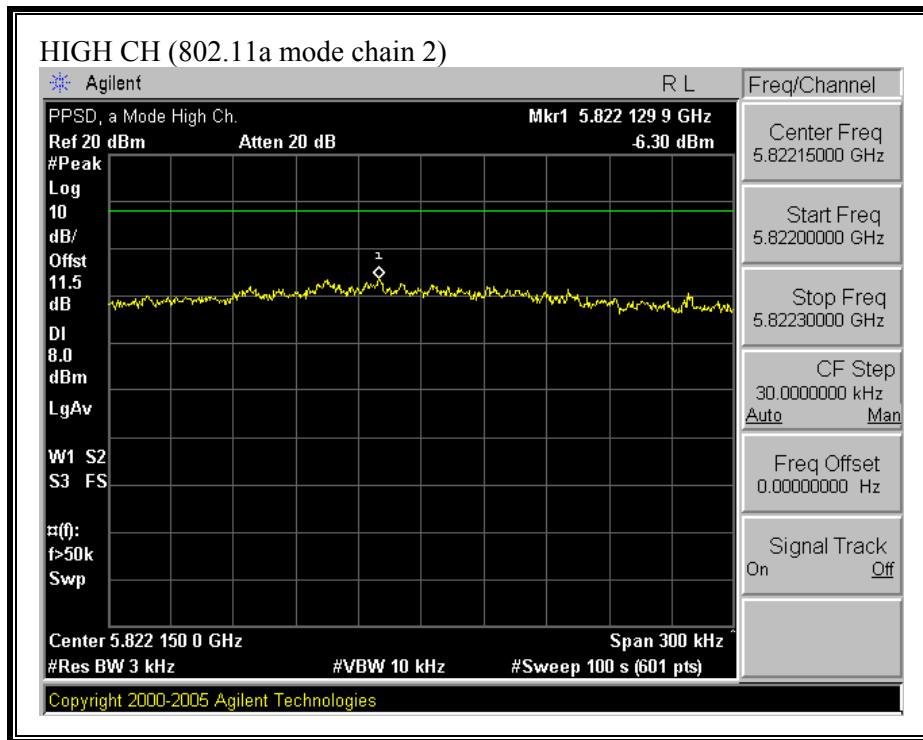 HIGH CH (802.11a mode chain 2)
Agilent R L
PPSD, a Mode High Ch. Mkr1 5.822 129 9 GHz
Ref 20 dBm Atten 20 dB -6.30 dBm
#Peak
Log
10
dB/
Offst
11.5
dB
DI
8.0
dBm
LgAv
W1 S2
S3 FS
¤(f):
f>50k
Swp
1
Center 5.822 150 0 GHz Span 300 kHz ^
#Res BW 3 kHz #VBW 10 kHz #Sweep 100 s (601 pts)
Copyright 2000-2005 Agilent Technologies
Freq/Channel
Center Freq
5.82215000 GHz
Start Freq
5.82200000 GHz
Stop Freq
5.82230000 GHz
CF Step
30.0000000 kHz
Auto Man
Freq Offset
0.00000000 Hz
Signal Track
On Off